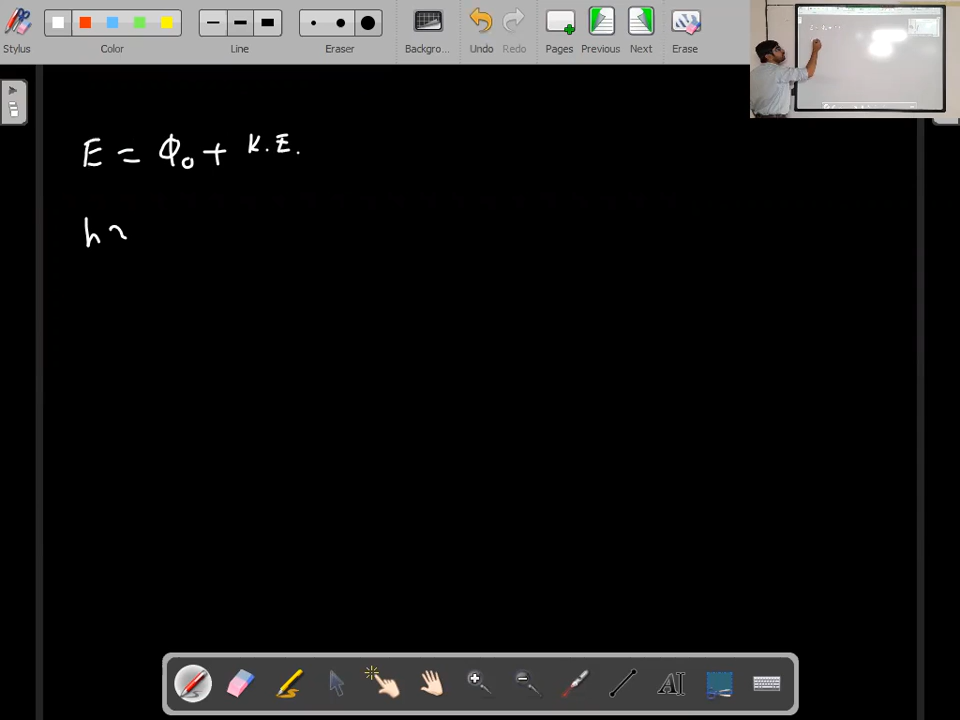 Stylus
Color
Line
Eraser
Backgro...
Undo
Redo
Pages
Previous
Next
Erase
E = Φ₀ + K.E.
h